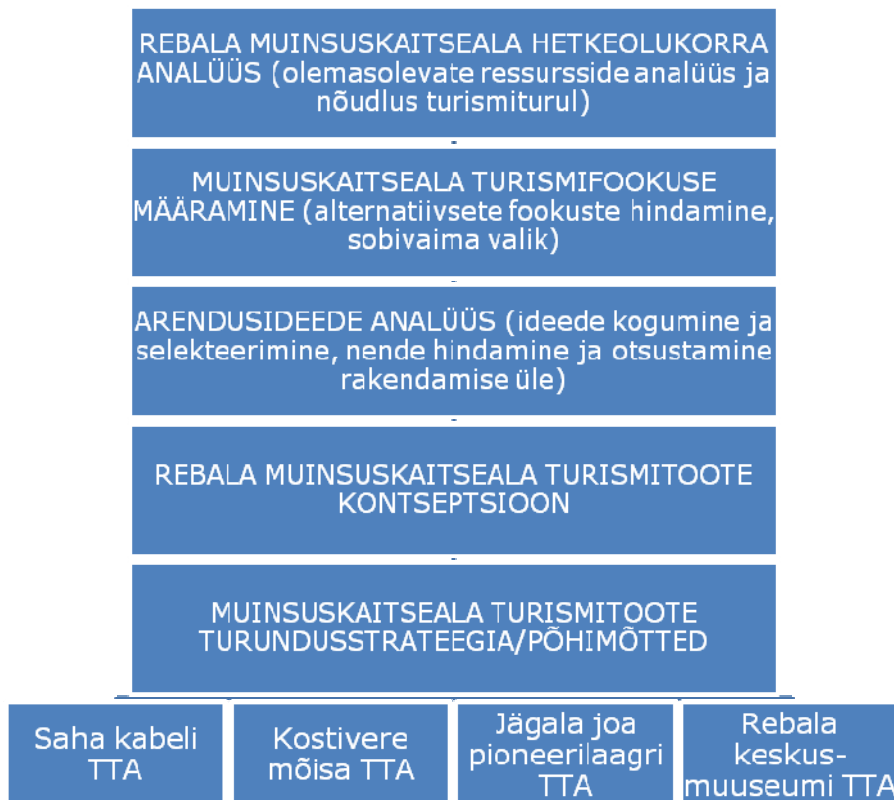 REBALA MUINSUSKAITSEALA HETKEOLUKORRA
ANALÜÜS (olemasolevate ressursside analüüs ja
nõudlus turismiturul)
MUINSUSKAITSEALA TURISMIFOOKUSE
MÄÄRAMINE (alternatiivsete fookuste hindamine,
sobivaima valik)
ARENDUSIDEEDE ANALÜÜS (ideede kogumine ja
selekteerimine, nende hindamine ja otsustamine
rakendamise üle)
REBALA MUINSUSKAITSEALA TURISMITOOTE
KONTSEPTSIOON
MUINSUSKAITSEALA TURISMITOOTE
TURUNDUSSTRATEEGIA/PÕHIMÕTTED
Saha kabeli
TTA
Kostivere
mõisa TTA
Jägala joa
pioneerilaagri
TTA
Rebala
keskus-
muuseumi TTA